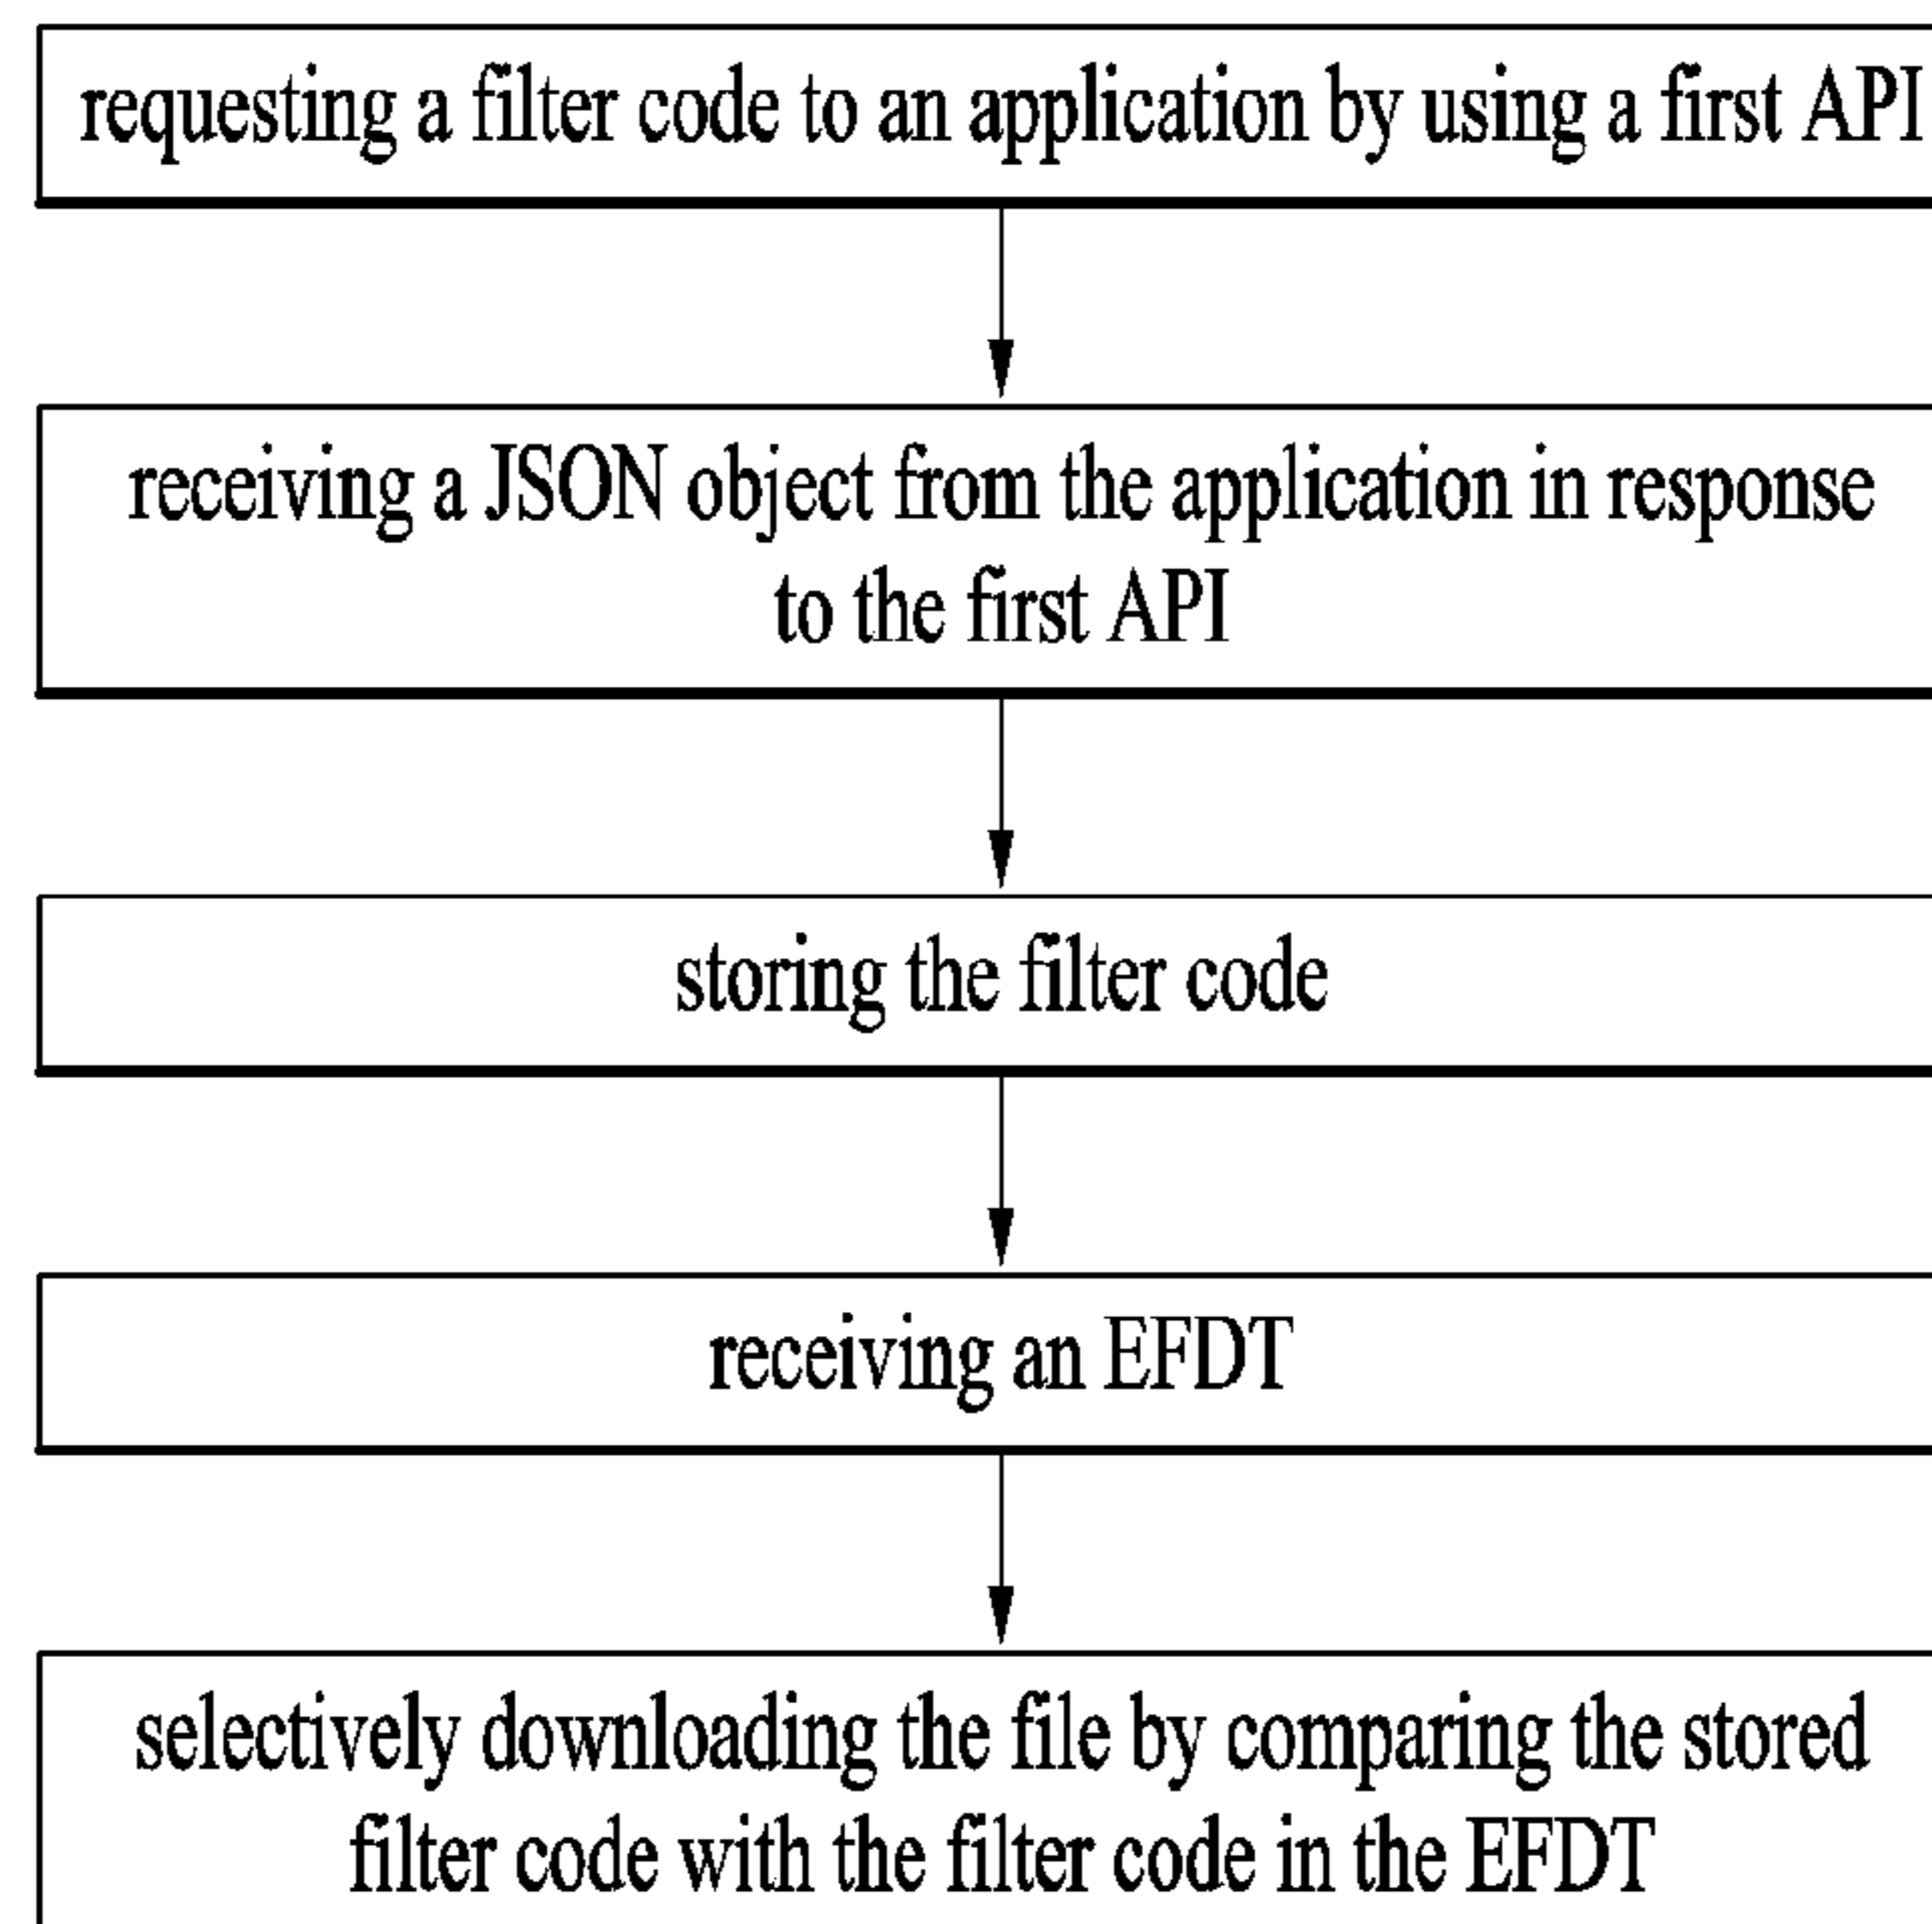 requesting a filter code to an application by using a first API
receiving a JSON object from the application in response
to the first API
storing the filter code
receiving an EFDT
selectively downloading the file by comparing the stored
filter code with the filter code in the EFDT